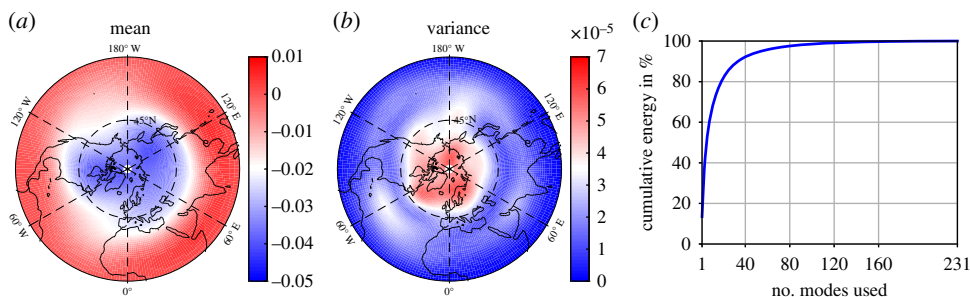 (a)
mean
180° W
120° W
120° E
45°N
60° W
60° E
0°
0.01
0
–0.01
–0.02
–0.03
–0.04
–0.05
(b)
variance
180° W
120° W
120° E
45°N
60° W
60° E
0°
×10–5
7
6
5
4
3
2
1
0
(c)
cumulative energy in %
100
80
60
40
20
0
1 40 80 120 160 231
no. modes used